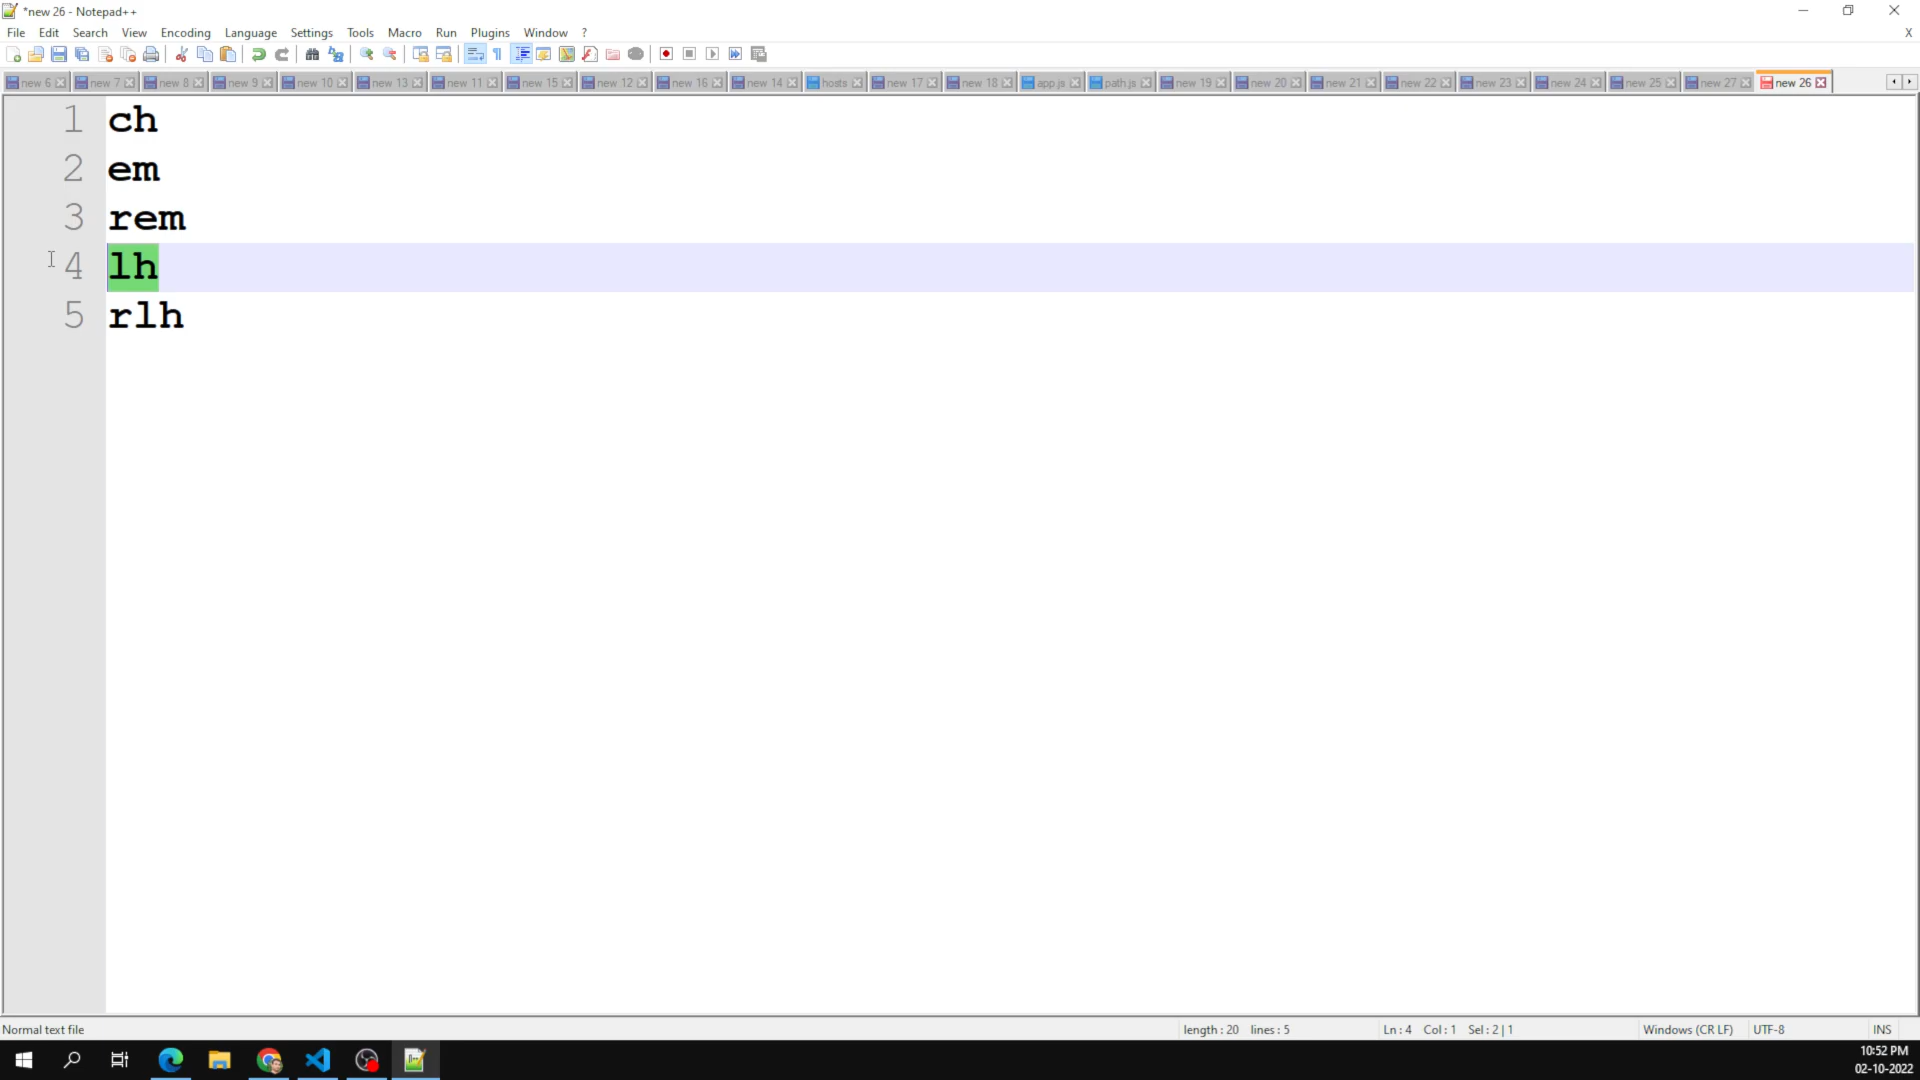 *new 26 - Notepad++
File Edit Search View Encoding Language Settings Tools Macro Run Plugins Window ? X
new 6 new 7 new 8 new 9 new 10 new 13 new 11 new 15 new 12 new 16 new 14 hosts new 17 new 18 app.js path.js new 19 new 20 new 21 new 22 new 23 new 24 new 25 new 27 new 26
1 ch
2 em
3 rem
4 lh
5 rlh
Normal text file length : 20 lines : 5 Ln : 4 Col : 1 Sel : 2 | 1 Windows (CR LF) UTF-8 INS
10:52 PM
02-10-2022